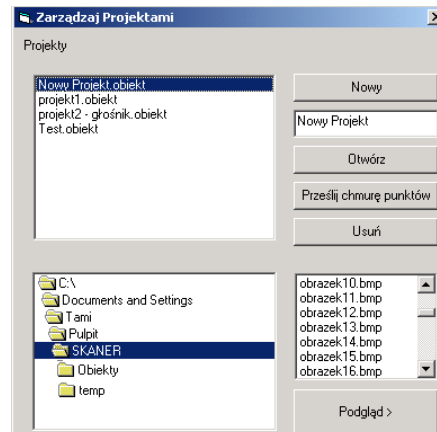 Zarządzaj Projektami
Projekty
Nowy Projekt.obiekt
projekt1.obiekt
projekt2 - głośnik.obiekt
Test.obiekt
Nowy
Nowy Projekt
Otwórz
Prześlij chmurę punktów
Usuń
C:\
Documents and Settings
Tami
Pulpit
SKANER
Obiekty
temp
obrazek10.bmp
obrazek11.bmp
obrazek12.bmp
obrazek13.bmp
obrazek14.bmp
obrazek15.bmp
obrazek16.bmp
Podgląd >